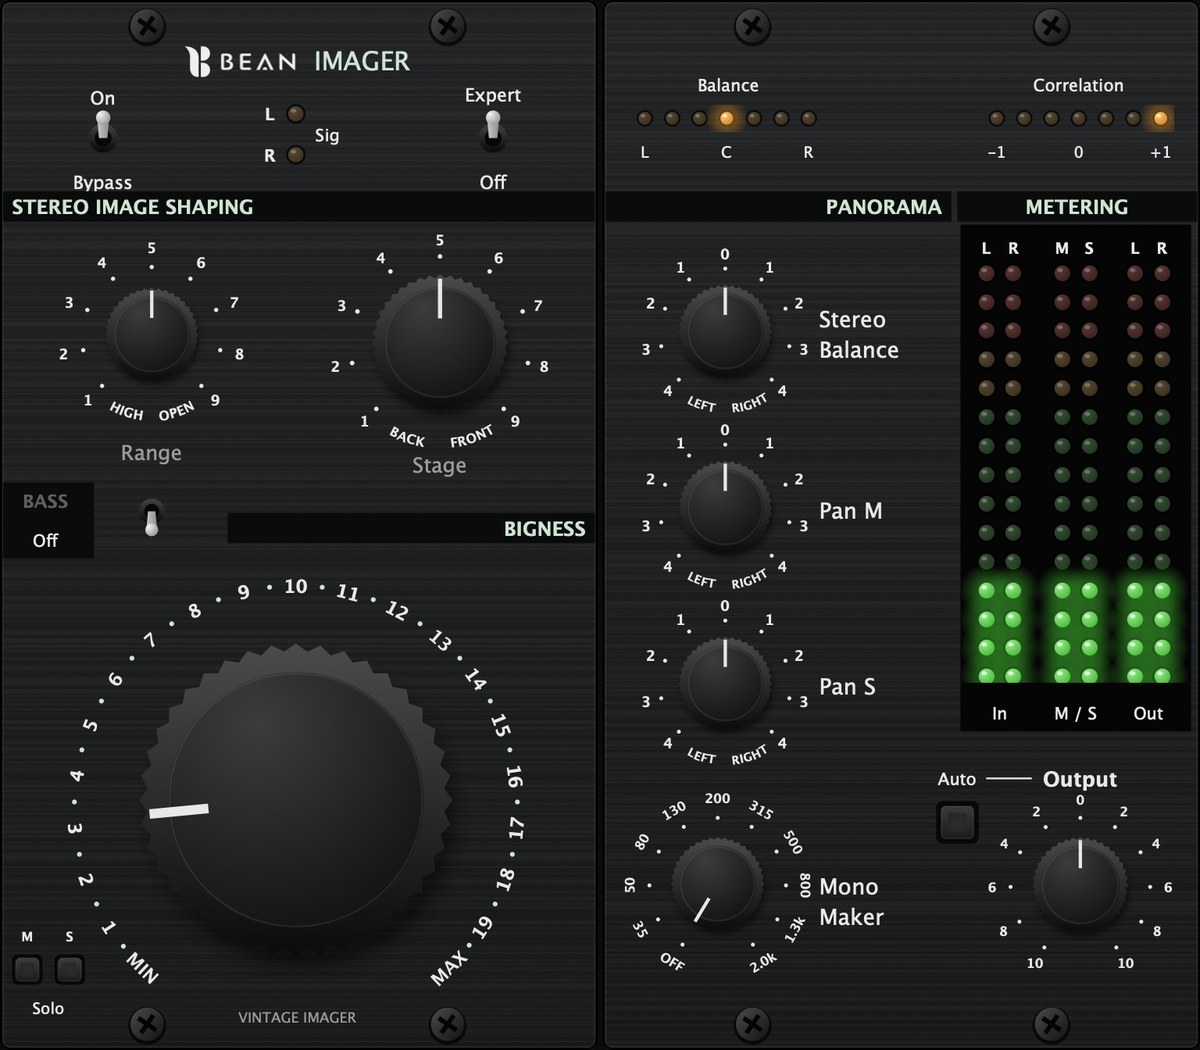 BEAN IMAGER
On
Bypass
L
R
Sig
Expert
Off
STEREO IMAGE SHAPING
1 2 3 4 5 6 7 8 9
HIGH OPEN
Range
1 2 3 4 5 6 7 8 9
BACK FRONT
Stage
BASS
Off
BIGNESS
MIN 1 2 3 4 5 6 7 8 9 10 11 12 13 14 15 16 17 18 19 MAX
M S
Solo
VINTAGE IMAGER
Balance
L C R
Correlation
-1 0 +1
PANORAMA
4 3 2 1 0 1 2 3 4
LEFT RIGHT
Stereo
Balance
4 3 2 1 0 1 2 3 4
LEFT RIGHT
Pan M
4 3 2 1 0 1 2 3 4
LEFT RIGHT
Pan S
OFF 35 50 80 130 200 315 500 800 1.3k 2.0k
Mono
Maker
METERING
L R M S L R
In M / S Out
Auto Output
10 8 6 4 2 0 2 4 6 8 10